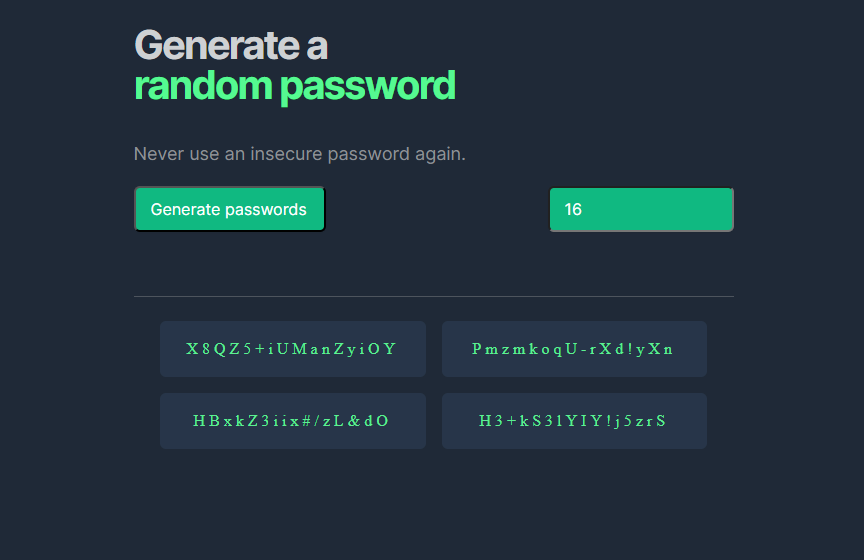 Generate a
random password
Never use an insecure password again.
Generate passwords
16
X8QZ5+iUManZyiOY
PmzmkoqU-rXd!yXn
HBxkZ3iix#/zL&dO
H3+kS31YIY!j5zrS